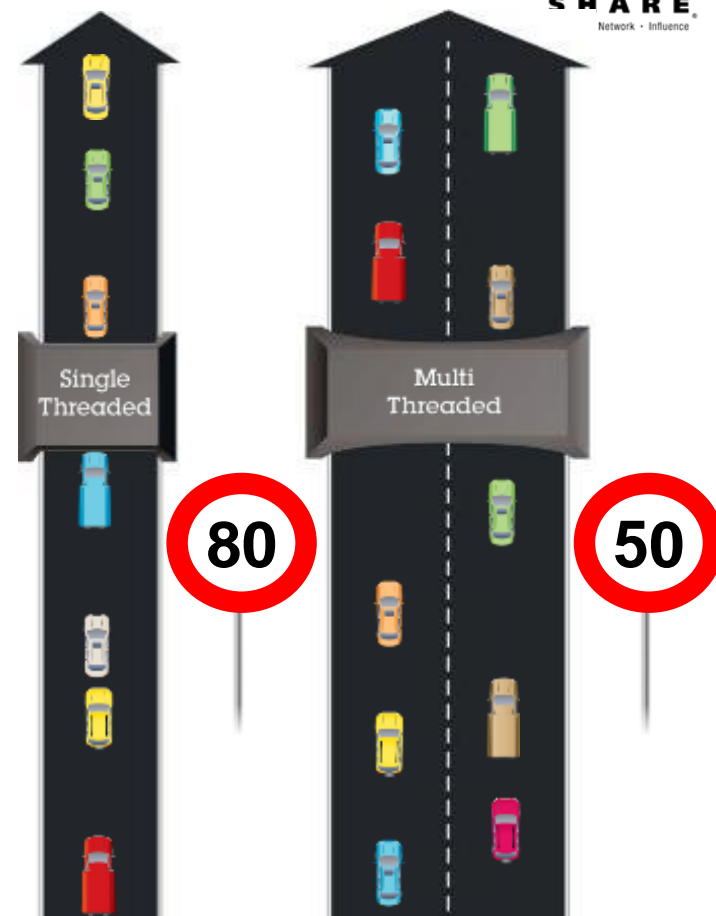 SHARE
Network · Influence
Single
Threaded
Multi
Threaded
80
50